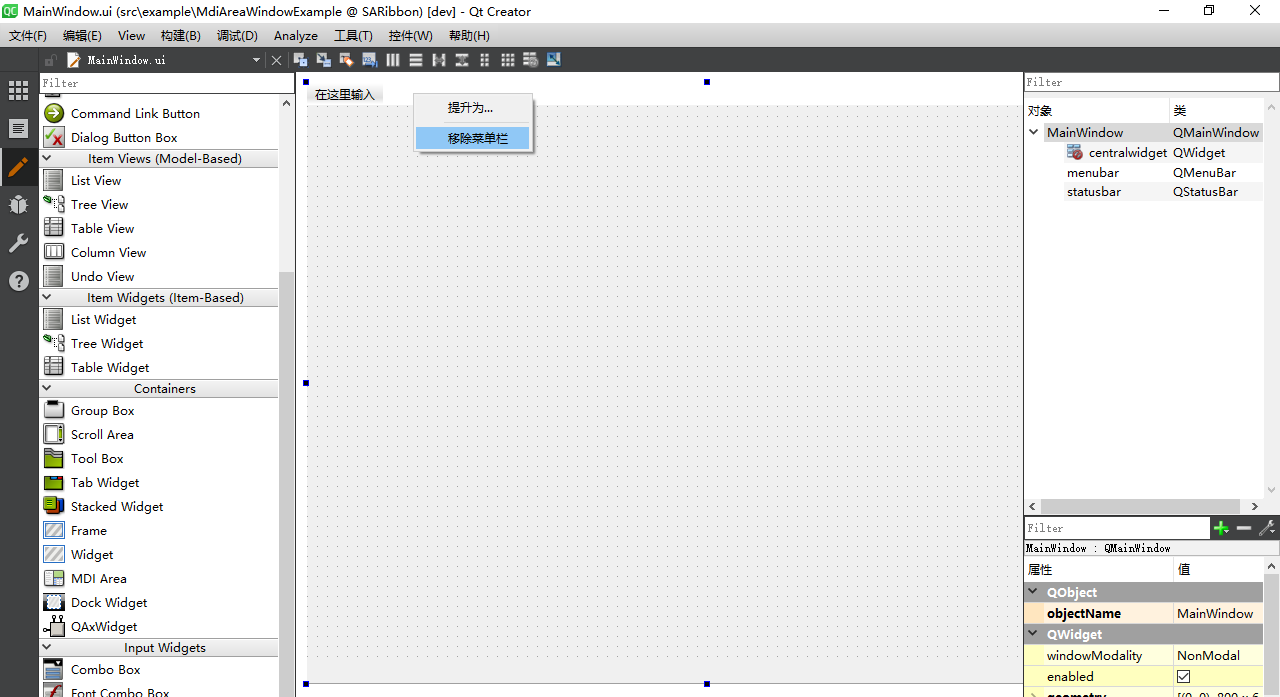 QC MainWindow.ui (src\example\MdiAreaWindowExample @ SARibbon) [dev] - Qt Creator
文件(F) 编辑(E) View 构建(B) 调试(D) Analyze 工具(T) 控件(W) 帮助(H)
MainWindow.ui
Filter
Command Link Button
Dialog Button Box
Item Views (Model-Based)
List View
Tree View
Table View
Column View
Undo View
Item Widgets (Item-Based)
List Widget
Tree Widget
Table Widget
Containers
Group Box
Scroll Area
Tool Box
Tab Widget
Stacked Widget
Frame
Widget
MDI Area
Dock Widget
QAxWidget
Input Widgets
Combo Box
Font Combo Box
在这里输入
提升为...
移除菜单栏
Filter
对象 类
MainWindow QMainWindow
centralwidget QWidget
menubar QMenuBar
statusbar QStatusBar
Filter
MainWindow : QMainWindow
属性 值
QObject
objectName MainWindow
QWidget
windowModality NonModal
enabled
geometry